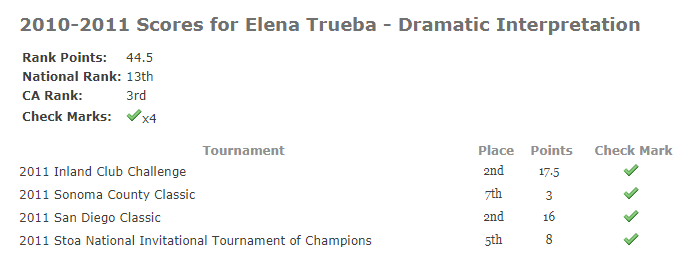 2010-2011 Scores for Elena Trueba - Dramatic Interpretation
Rank Points: 44.5
National Rank: 13th
CA Rank: 3rd
Check Marks: x4
Tournament Place Points Check Mark
2011 Inland Club Challenge 2nd 17.5
2011 Sonoma County Classic 7th 3
2011 San Diego Classic 2nd 16
2011 Stoa National Invitational Tournament of Champions 5th 8